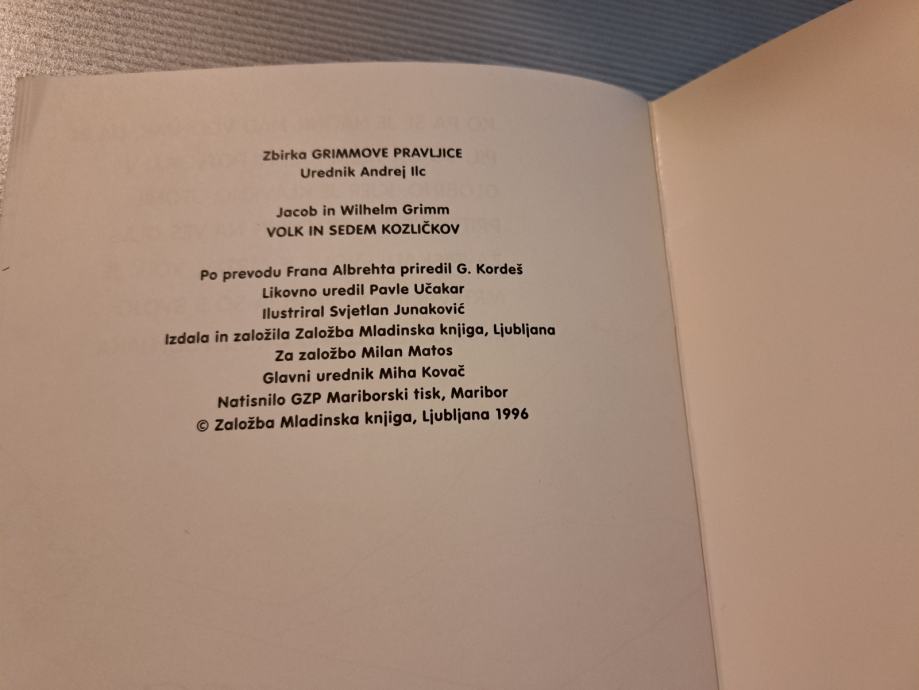 Zbirka GRIMMOVE PRAVLJICE
Urednik Andrej Ilc
Jacob in Wilhelm Grimm
VOLK IN SEDEM KOZLIČKOV
Po prevodu Frana Albrehta priredil G. Kordeš
Likovno uredil Pavle Učakar
Ilustriral Svjetlan Junaković
Izdala in založila Založba Mladinska knjiga, Ljubljana
Za založbo Milan Matos
Glavni urednik Miha Kovač
Natisnilo GZP Mariborski tisk, Maribor
© Založba Mladinska knjiga, Ljubljana 1996